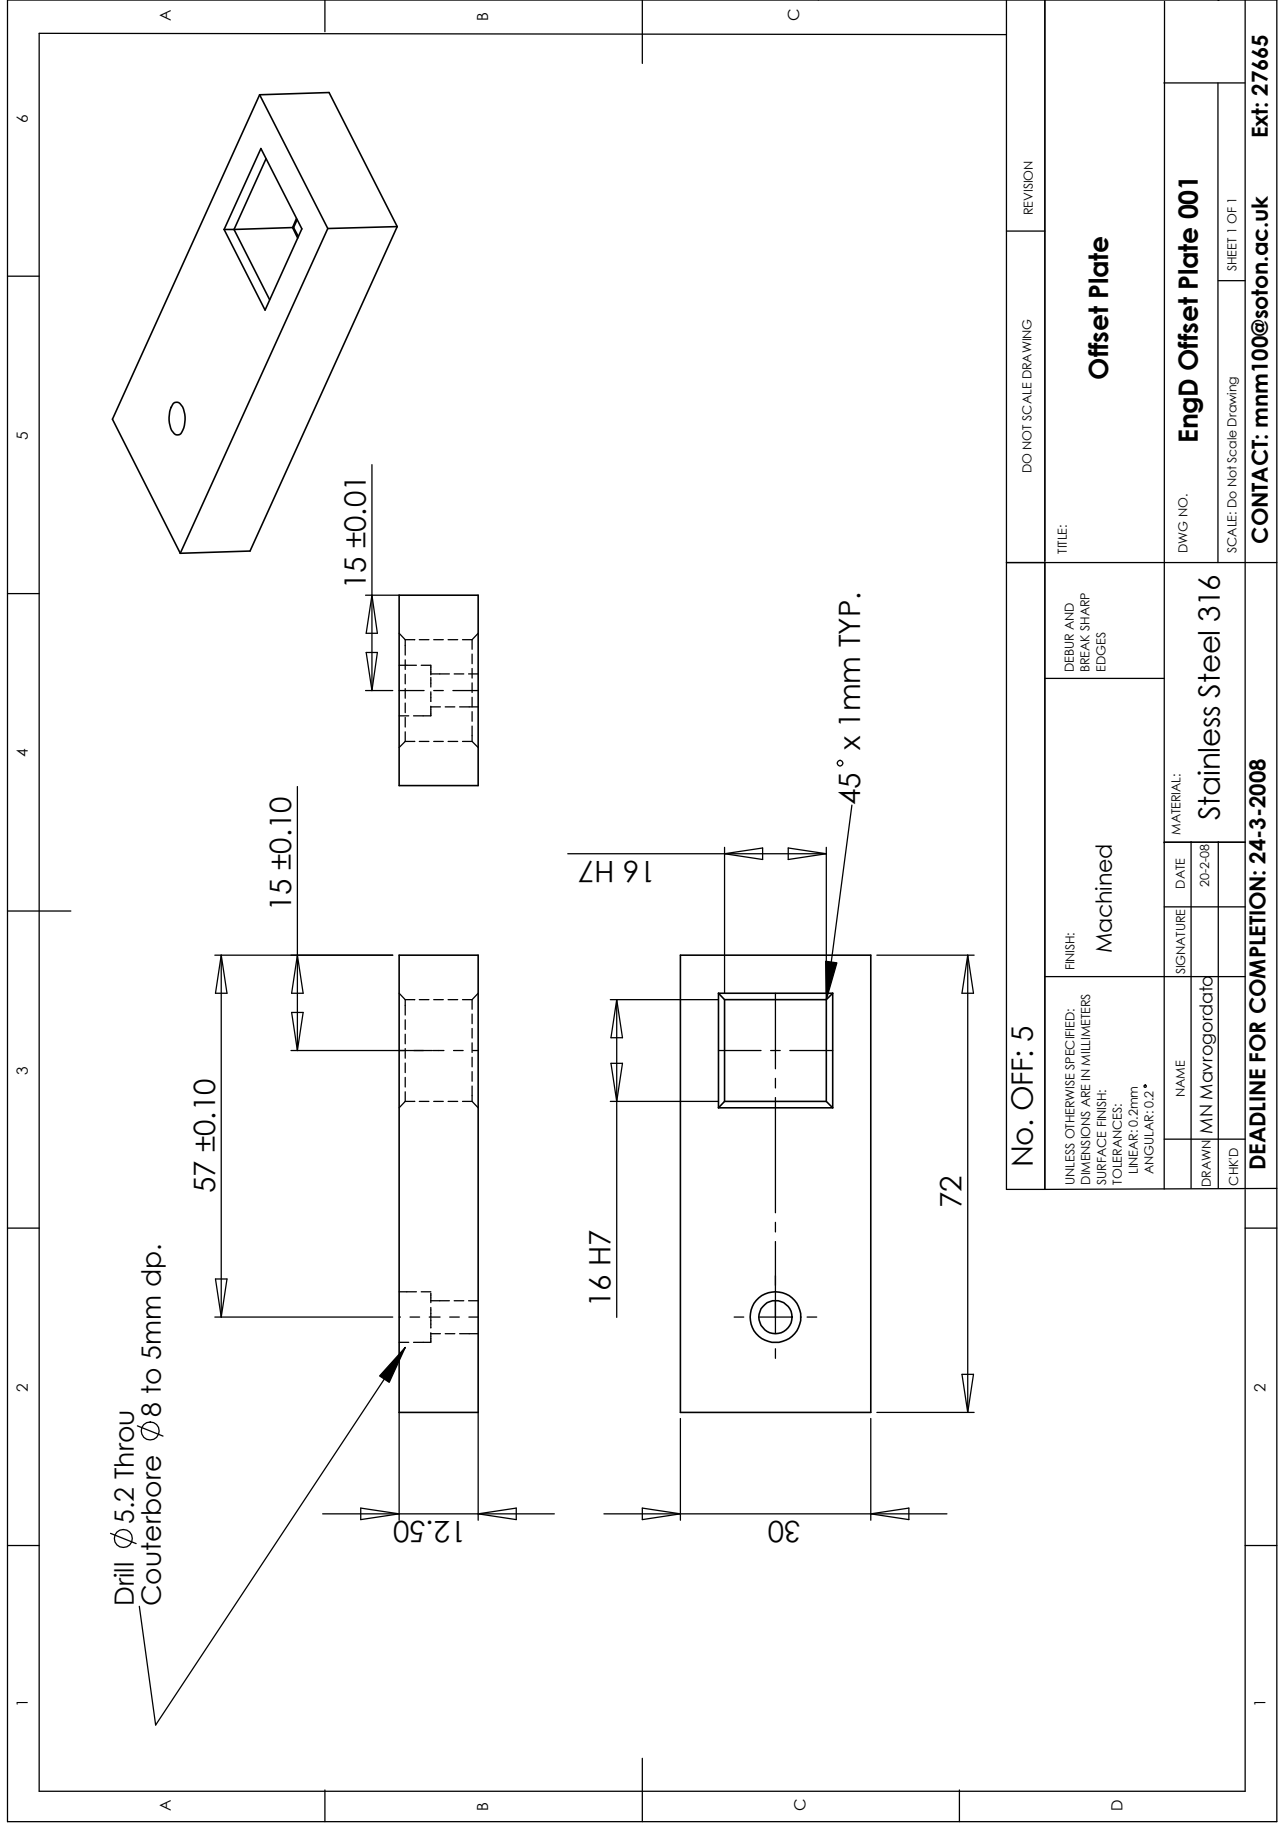 1
2
3
4
5
6
A
A
Drill ∅5.2 Throu
Couterbore ∅8 to 5mm dp.
57 ±0.10
15 ±0.10
15 ±0.01
12.50
B
B
16 H7
16 H7
30
45° x 1mm TYP.
72
C
C
D
No. OFF: 5
DO NOT SCALE DRAWING
REVISION
UNLESS OTHERWISE SPECIFIED:
DIMENSIONS ARE IN MILLIMETERS
SURFACE FINISH:
TOLERANCES:
LINEAR: 0.2mm
ANGULAR: 0.2°
FINISH:
Machined
DEBUR AND
BREAK SHARP
EDGES
TITLE:
Offset Plate
NAME
SIGNATURE
DATE
DRAWN
MN Mavrogordato
20-2-08
CHK'D
MATERIAL:
Stainless Steel 316
DWG NO.
EngD Offset Plate 001
SCALE: Do Not Scale Drawing
SHEET 1 OF 1
DEADLINE FOR COMPLETION: 24-3-2008
CONTACT: mnm100@soton.ac.uk
Ext: 27665
1
2